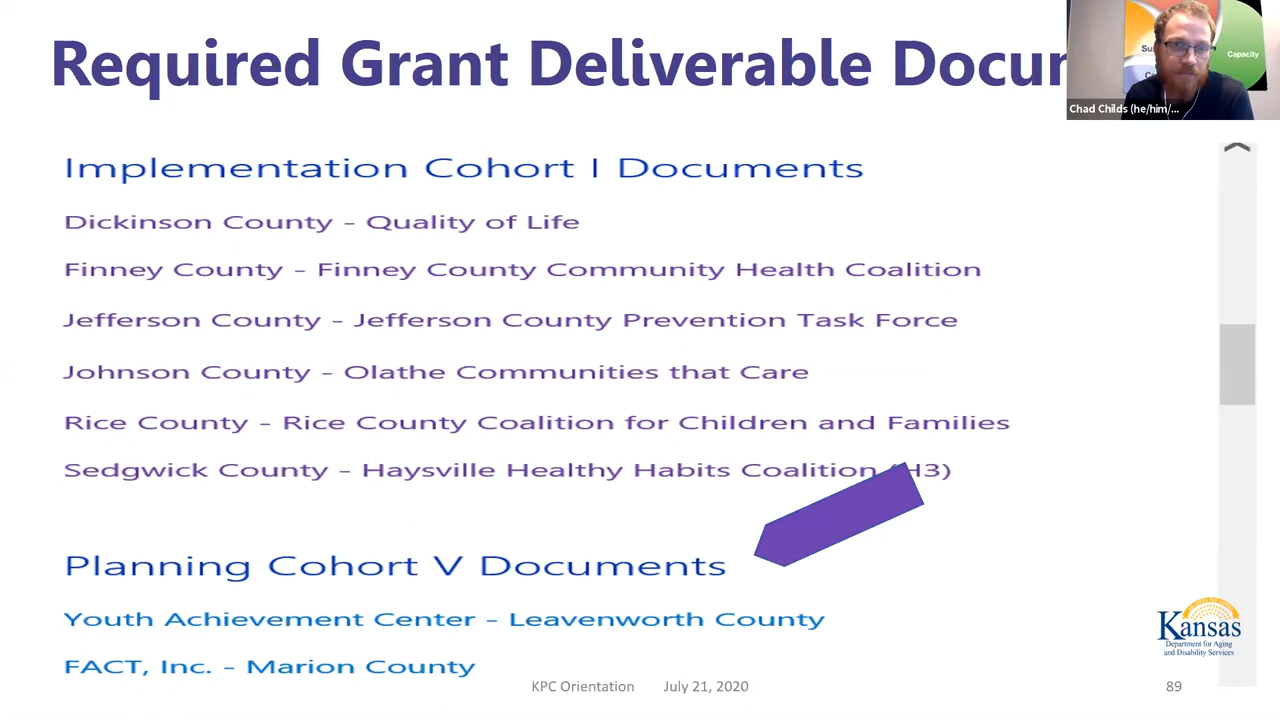 Required Grant Deliverable Docum
Su
Capacity
Ca
Chad Childs (he/him/...
Implementation Cohort I Documents
Dickinson County - Quality of Life
Finney County - Finney County Community Health Coalition
Jefferson County - Jefferson County Prevention Task Force
Johnson County - Olathe Communities that Care
Rice County - Rice County Coalition for Children and Families
Sedgwick County - Haysville Healthy Habits Coalition (H3)
Planning Cohort V Documents
Youth Achievement Center - Leavenworth County
FACT, Inc. - Marion County
Kansas
Department for Aging
and Disability Services
KPC Orientation July 21, 2020
89